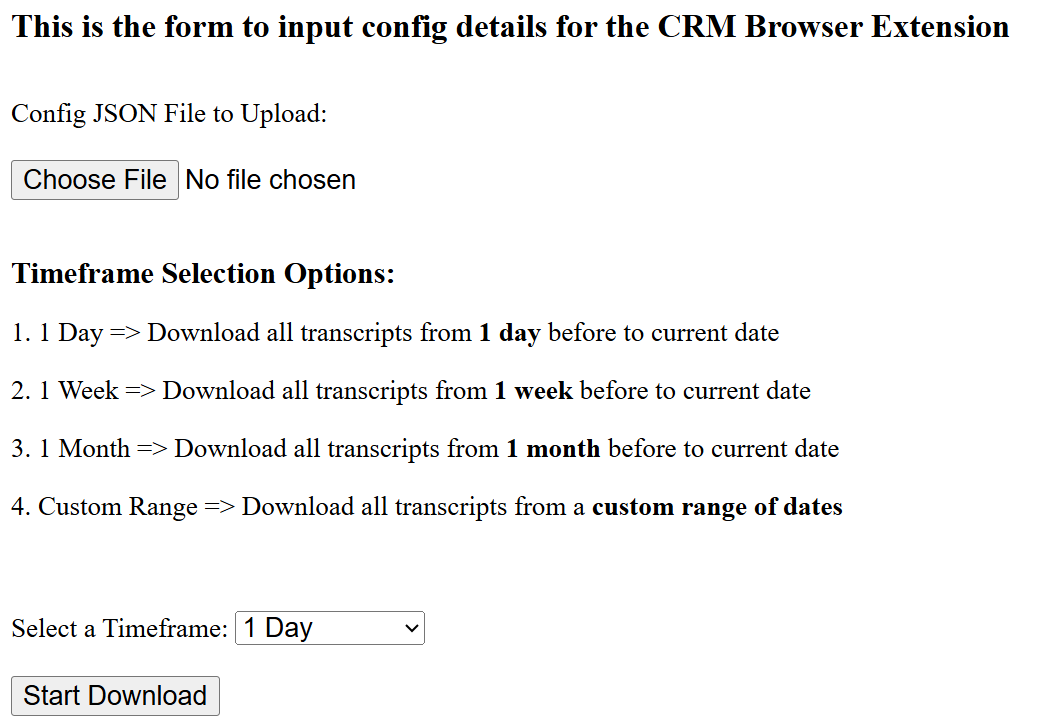 This is the form to input config details for the CRM Browser Extension
Config JSON File to Upload:
Choose File No file chosen
Timeframe Selection Options:
1. 1 Day => Download all transcripts from 1 day before to current date
2. 1 Week => Download all transcripts from 1 week before to current date
3. 1 Month => Download all transcripts from 1 month before to current date
4. Custom Range => Download all transcripts from a custom range of dates
Select a Timeframe: 1 Day
Start Download